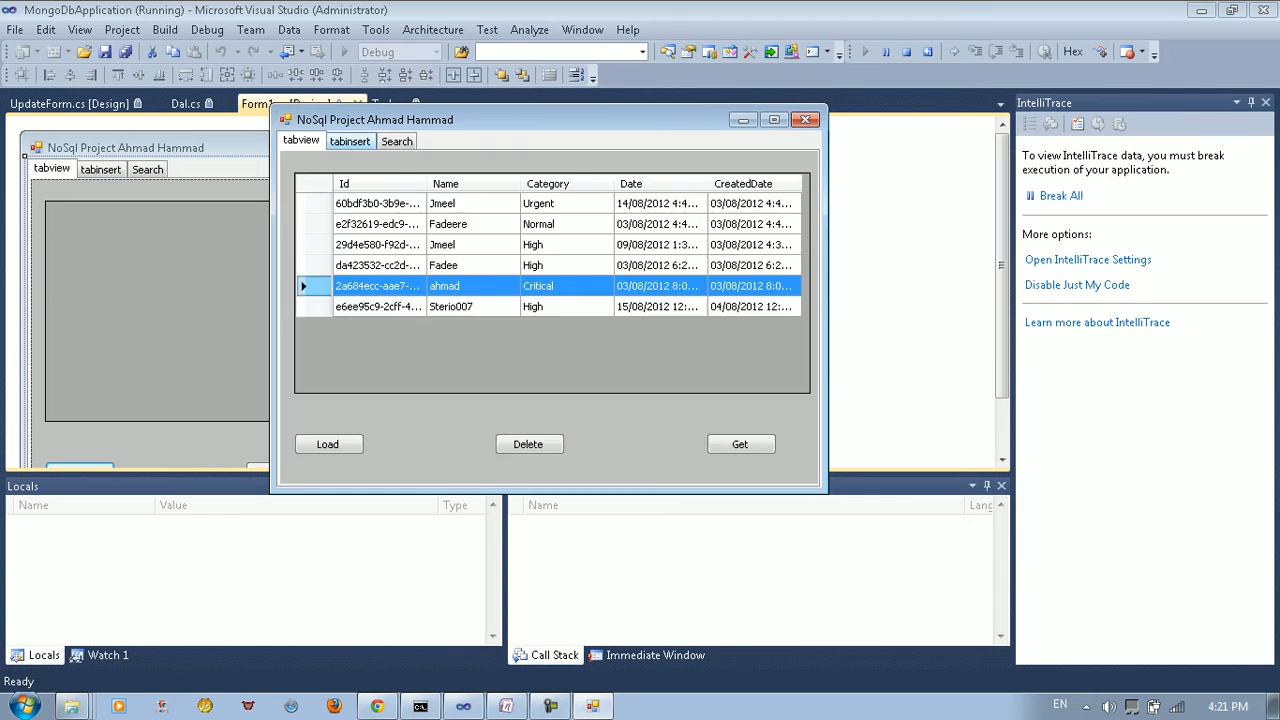 MongoDbApplication (Running) - Microsoft Visual Studio (Administrator)
File Edit View Project Build Debug Team Data Format Tools Architecture Test Analyze Window Help
Debug Hex
UpdateForm.cs [Design] Dal.cs
IntelliTrace
NoSql Project Ahmad Hammad
tabview tabinsert Search
NoSql Project Ahmad Hammad
tabview tabinsert Search
Id Name Category Date CreatedDate
60bdf3b0-3b9e-... Jmeel Urgent 14/08/2012 4:4... 03/08/2012 4:4...
e2f32619-edc9-... Fadeere Normal 03/08/2012 4:4... 03/08/2012 4:4...
29d4e580-f92d-... Jmeel High 09/08/2012 1:3... 03/08/2012 4:3...
da423532-cc2d-... Fadee High 03/08/2012 6:2... 03/08/2012 6:2...
2a684ecc-aae7-... ahmad Critical 03/08/2012 8:0... 03/08/2012 8:0...
e6ee95c9-2cff-4... Sterio007 High 15/08/2012 12:... 04/08/2012 12:...
Load Delete Get
To view IntelliTrace data, you must break
execution of your application.
Break All
More options:
Open IntelliTrace Settings
Disable Just My Code
Learn more about IntelliTrace
Locals
Name Value Type
Name Lang
Locals Watch 1
Call Stack Immediate Window
Ready
EN 4:21 PM